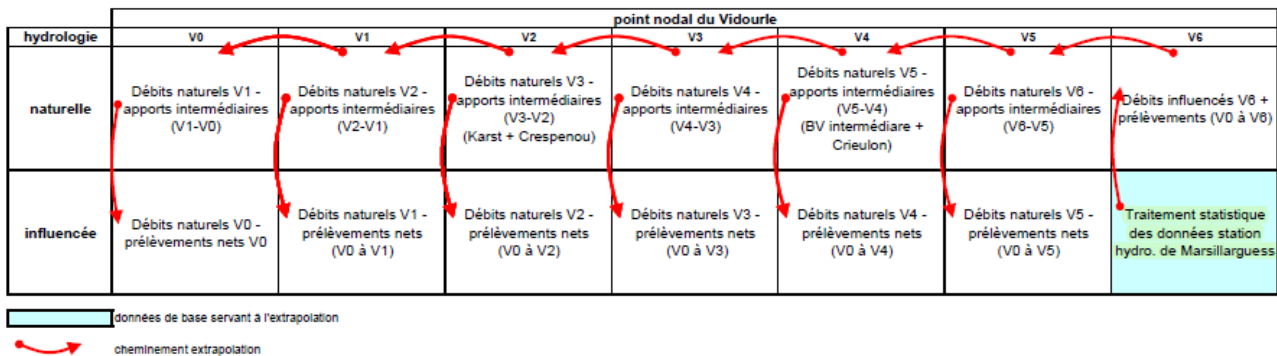 point nodal du Vidourle
hydrologie V0 V1 V2 V3 V4 V5 V6
naturelle
Débits naturels V1 -
apports intermédiaires
(V1-V0)
Débits naturels V2 -
apports intermédiaires
(V2-V1)
Débits naturels V3 -
apports intermédiaires
(V3-V2)
(Karst + Crespenou)
Débits naturels V4 -
apports intermédiaires
(V4-V3)
Débits naturels V5 -
apports intermédiaires
(V5-V4)
(BV intermédiare +
Crieulon)
Débits naturels V6 -
apports intermédiaires
(V6-V5)
Débits influencés V6 +
prélèvements (V0 à
V6)
influencée
Débits naturels V0 -
prélèvements nets V0
Débits naturels V1 -
prélèvements nets
(V0 à V1)
Débits naturels V2 -
prélèvements nets
(V0 à V2)
Débits naturels V3 -
prélèvements nets
(V0 à V3)
Débits naturels V4 -
prélèvements nets
(V0 à V4)
Débits naturels V5 -
prélèvements nets
(V0 à V5)
Traitement statistique
des données station
hydro. de Marsillarguess
données de base servant à l'extrapolation
cheminement extrapolation